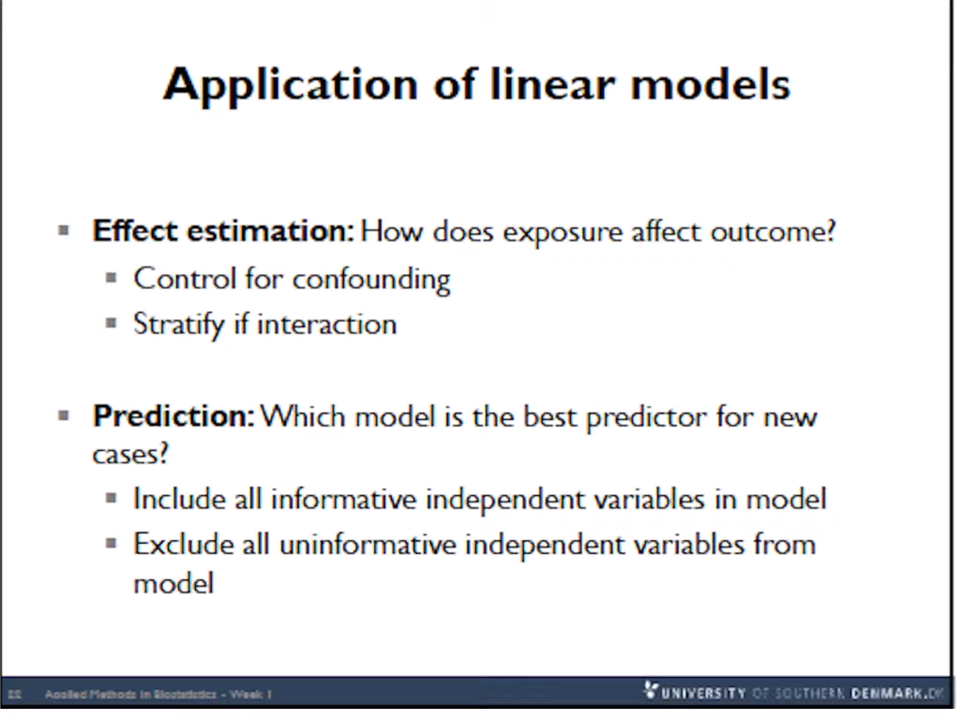 Application of linear models
▪ Effect estimation: How does exposure affect outcome?
▪ Control for confounding
▪ Stratify if interaction
▪ Prediction: Which model is the best predictor for new
cases?
▪ Include all informative independent variables in model
▪ Exclude all uninformative independent variables from
model
22 Applied Methods in Biostatistics - Week 1
UNIVERSITY OF SOUTHERN DENMARK.DK